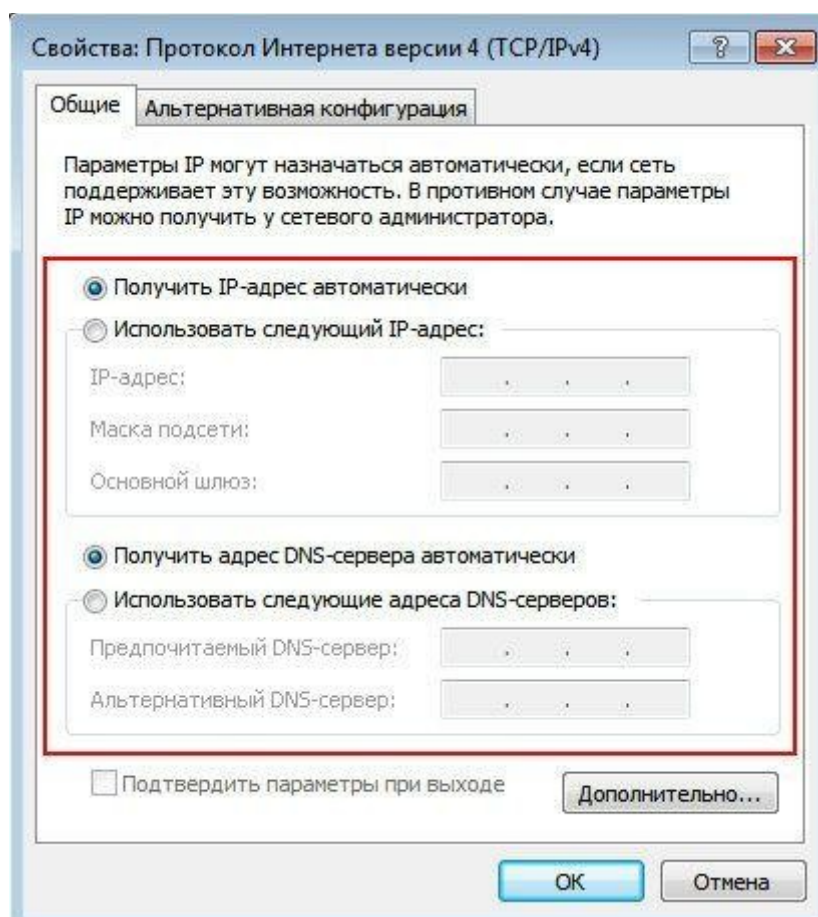 Свойства: Протокол Интернета версии 4 (TCP/IPv4)
Общие
Альтернативная конфигурация
Параметры IP могут назначаться автоматически, если сеть
поддерживает эту возможность. В противном случае параметры
IP можно получить у сетевого администратора.
Получить IP-адрес автоматически
Использовать следующий IP-адрес:
IP-адрес:
Маска подсети:
Основной шлюз:
Получить адрес DNS-сервера автоматически
Использовать следующие адреса DNS-серверов:
Предпочитаемый DNS-сервер:
Альтернативный DNS-сервер:
Подтвердить параметры при выходе
Дополнительно...
ОК
Отмена